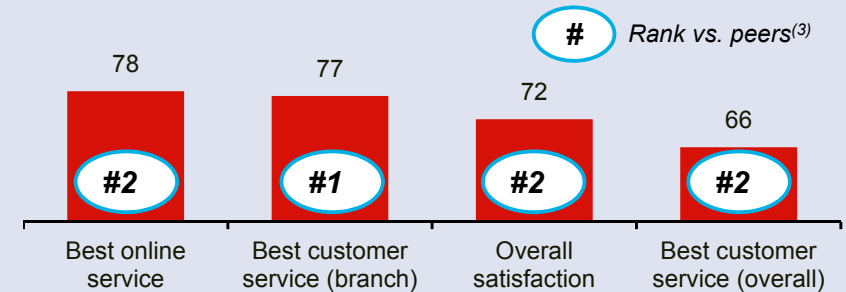 # Rank vs. peers(3)
78
77
72
66
#2
#1
#2
#2
Best online
service
Best customer
service (branch)
Overall
satisfaction
Best customer
service (overall)